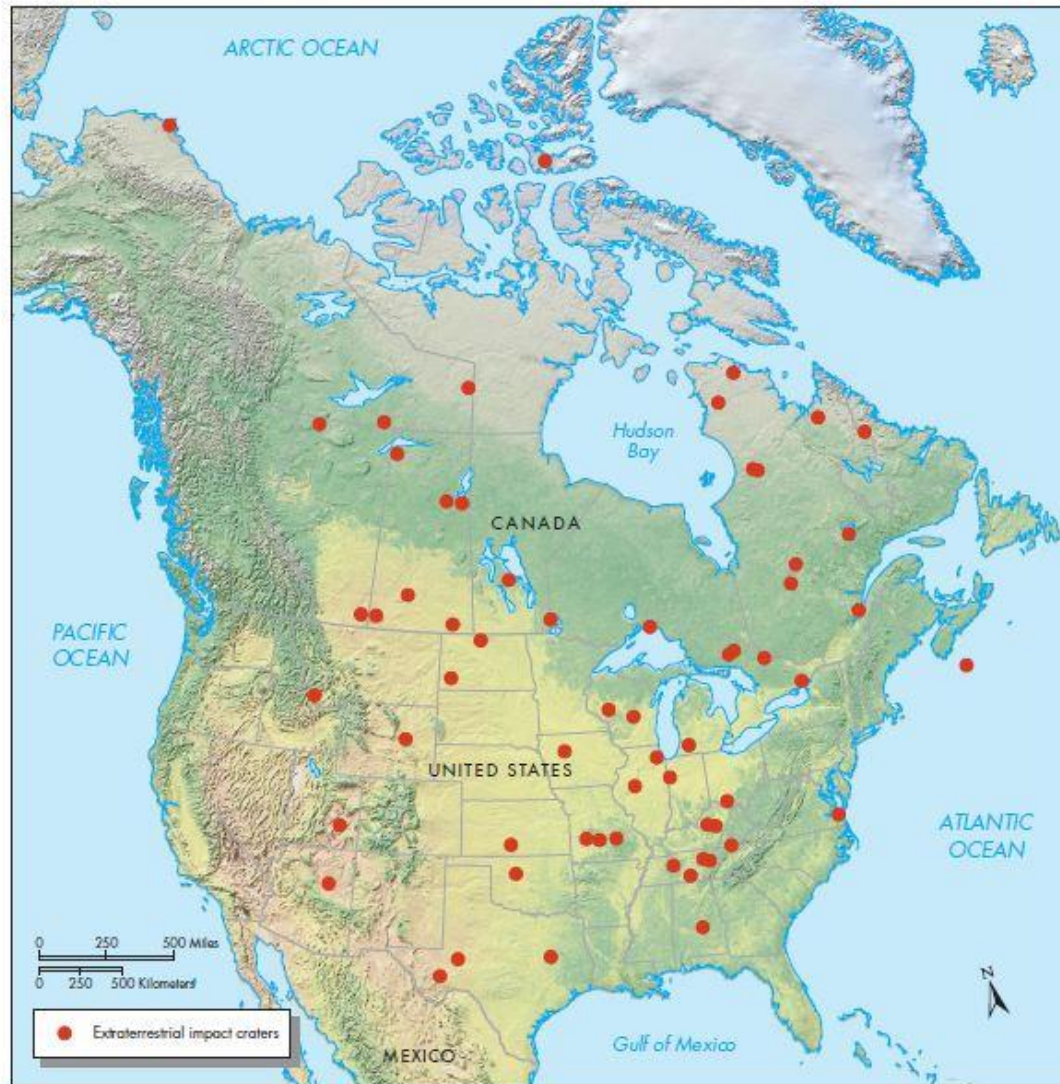 ARCTIC OCEAN
Hudson
Bay
CANADA
PACIFIC
OCEAN
UNITED STATES
ATLANTIC
OCEAN
0 250 500 Miles
0 250 500 Kilometers
N
Extraterrestrial impact craters
MEXICO
Gulf of Mexico